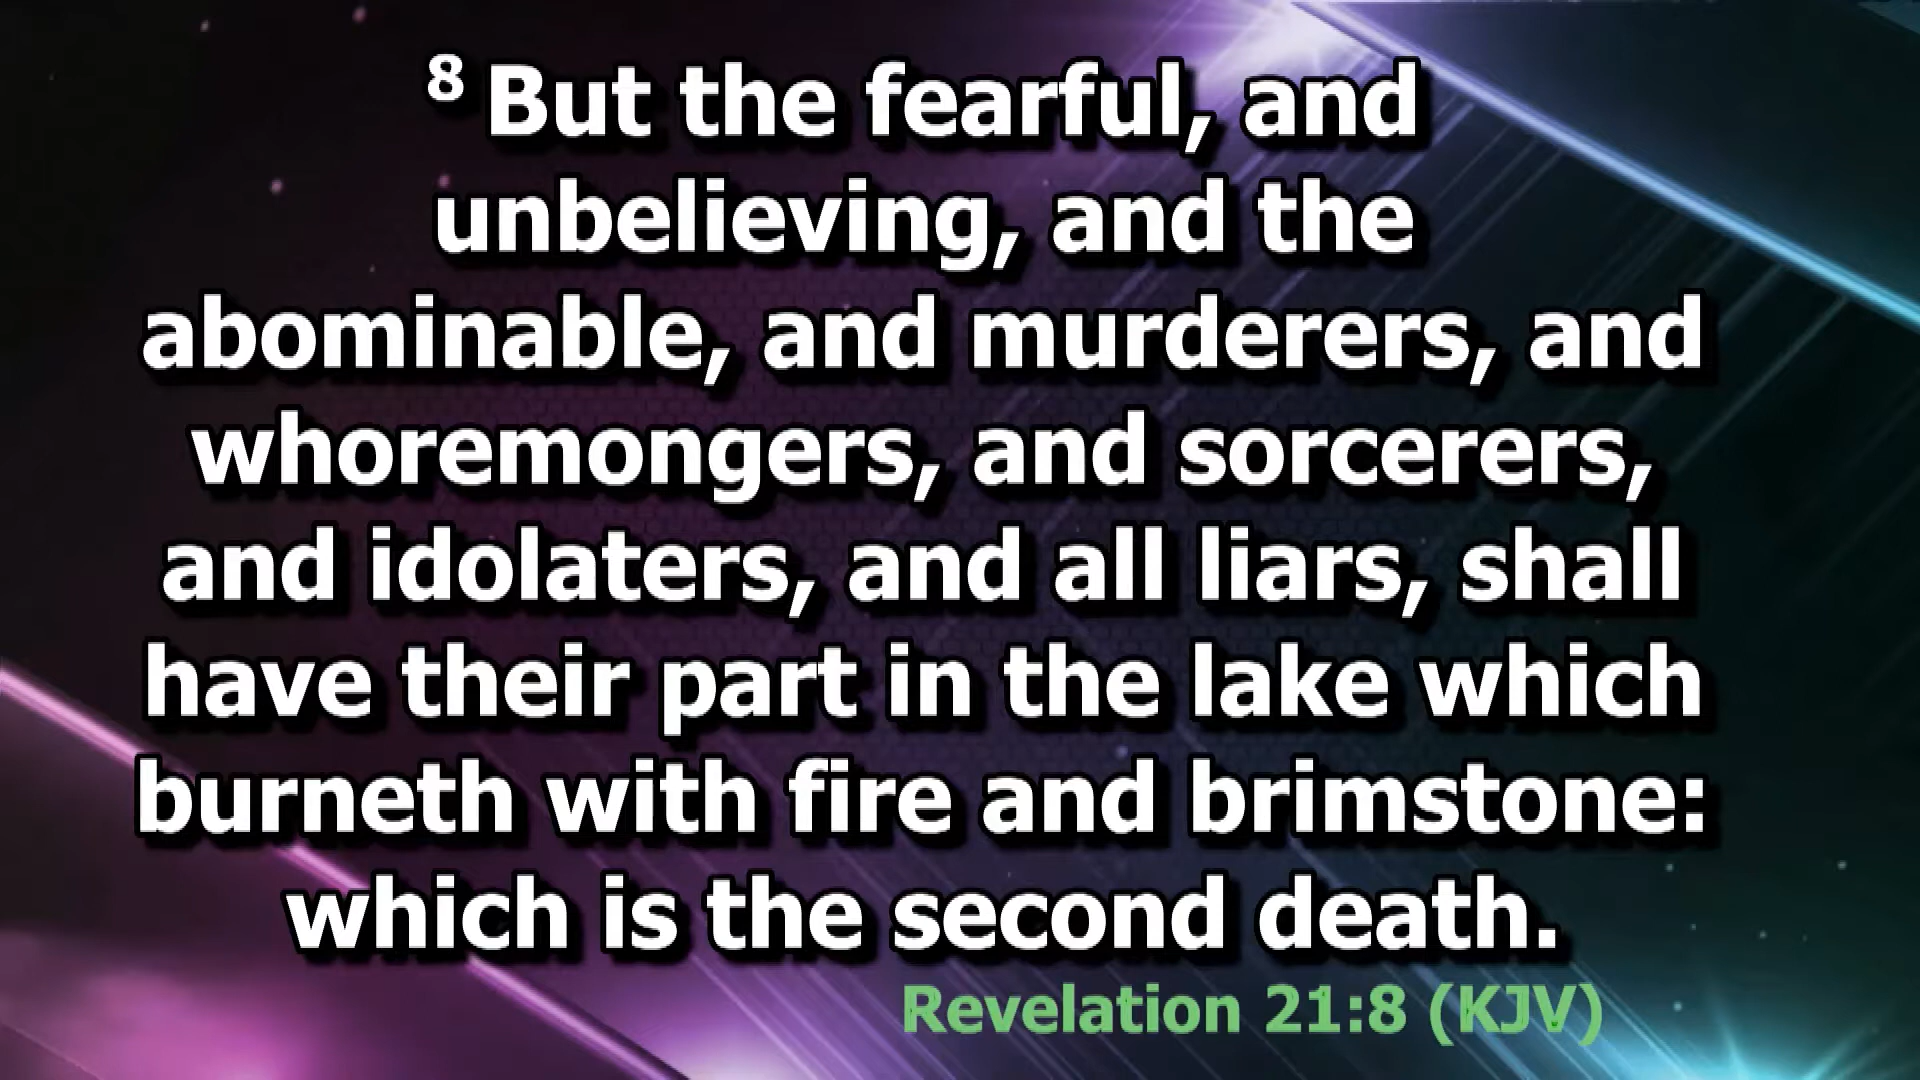 8 But the fearful, and
unbelieving, and the
abominable, and murderers, and
whoremongers, and sorcerers,
and idolaters, and all liars, shall
have their part in the lake which
burneth with fire and brimstone:
which is the second death.
Revelation 21:8 (KJV)